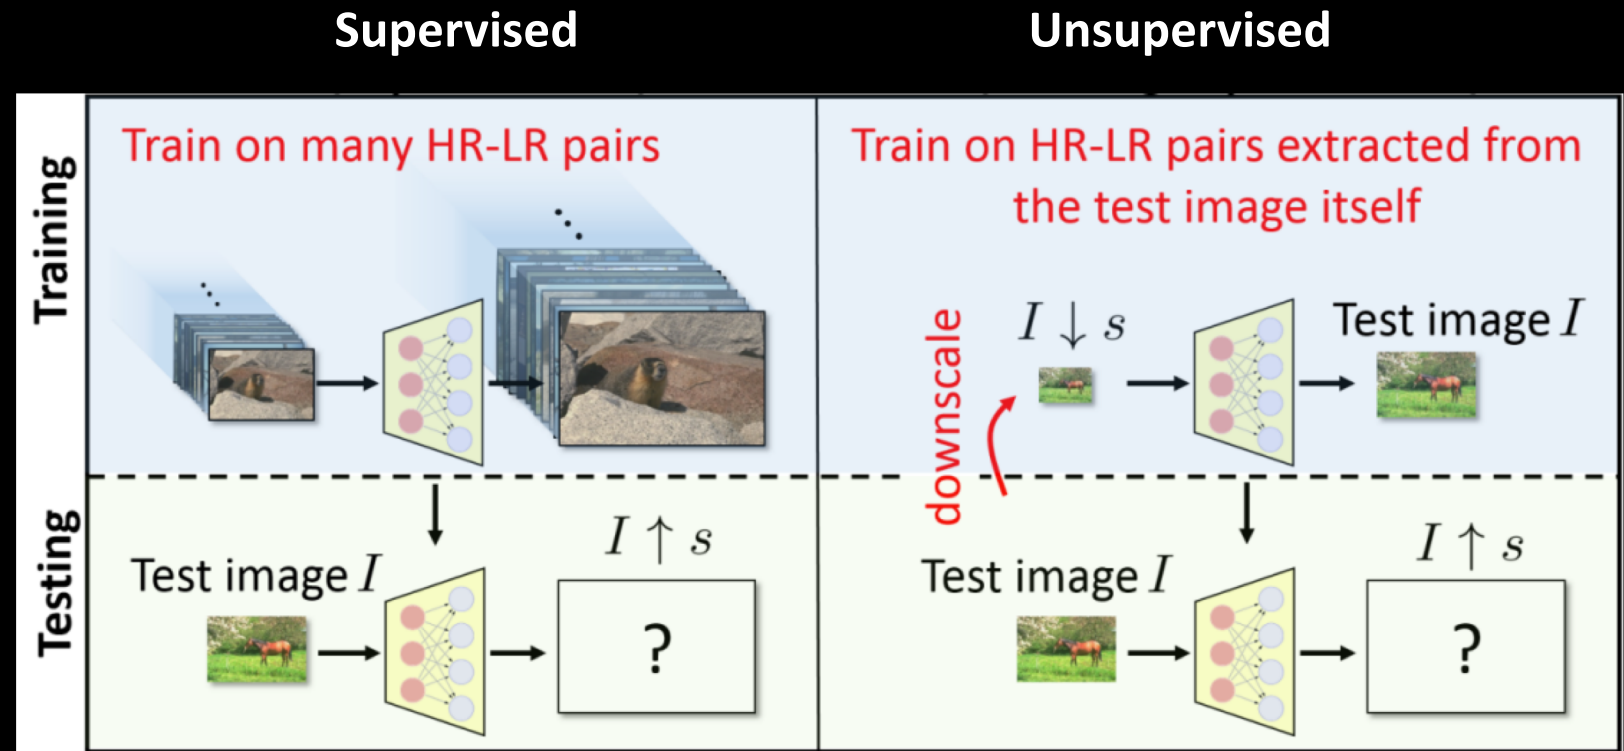 Supervised
Unsupervised
Training
Train on many HR-LR pairs
Train on HR-LR pairs extracted from
the test image itself
downscale
I ↓ s
Test image I
Testing
Test image I
I ↑ s
?
Test image I
I ↑ s
?